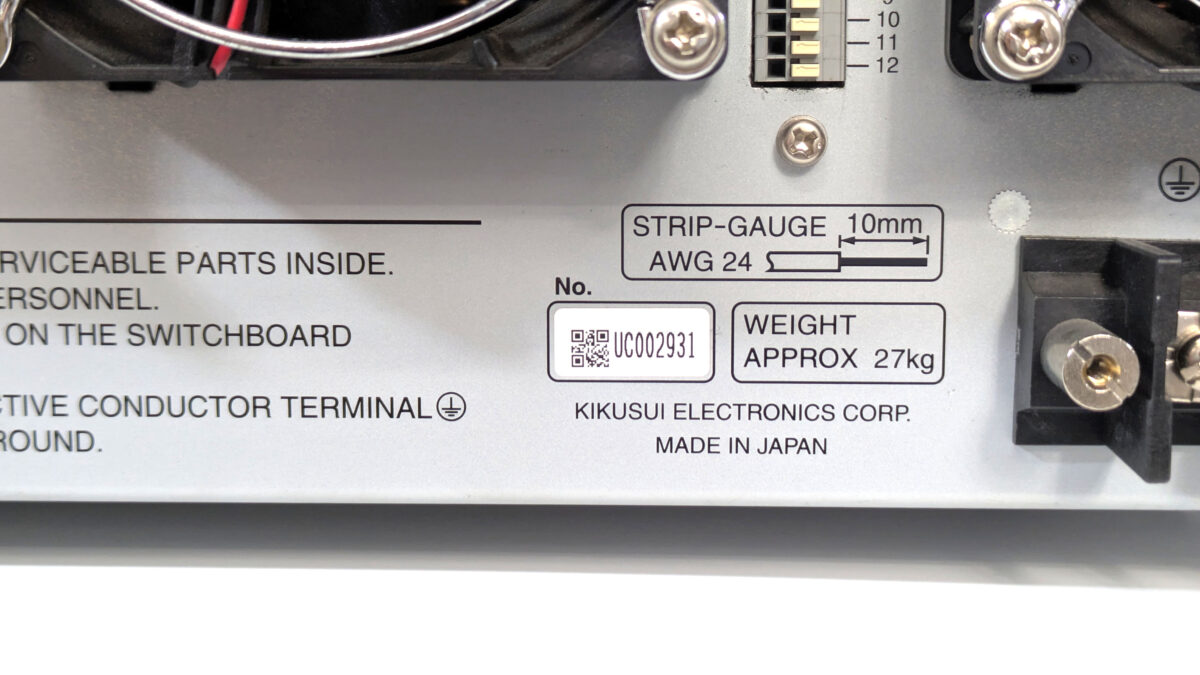 10
11
12
STRIP-GAUGE 10mm
AWG 24
RVICEABLE PARTS INSIDE.
ERSONNEL.
ON THE SWITCHBOARD
CTIVE CONDUCTOR TERMINAL
ROUND.
No.
UC002931
WEIGHT
APPROX 27kg
KIKUSUI ELECTRONICS CORP.
MADE IN JAPAN